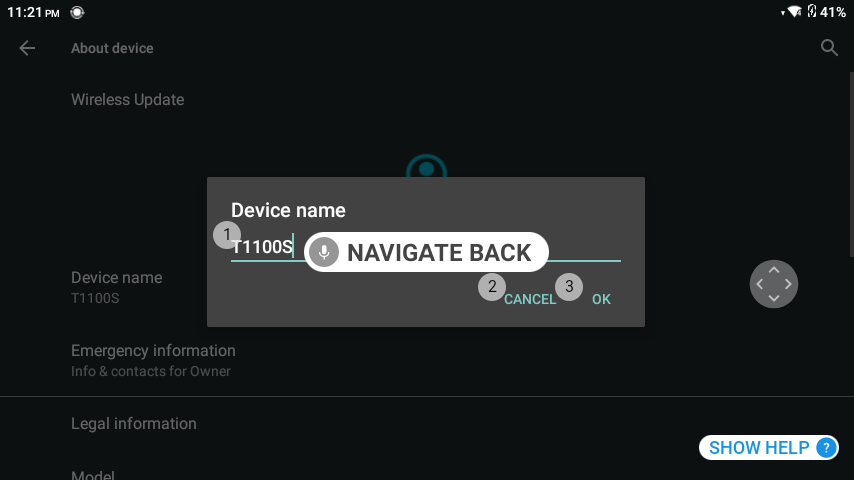 11:21 PM
41%
About device
Wireless Update
Device name
1
T1100S
NAVIGATE BACK
2
CANCEL
3
OK
Device name
T1100S
Emergency information
Info & contacts for Owner
Legal information
SHOW HELP ?
Model